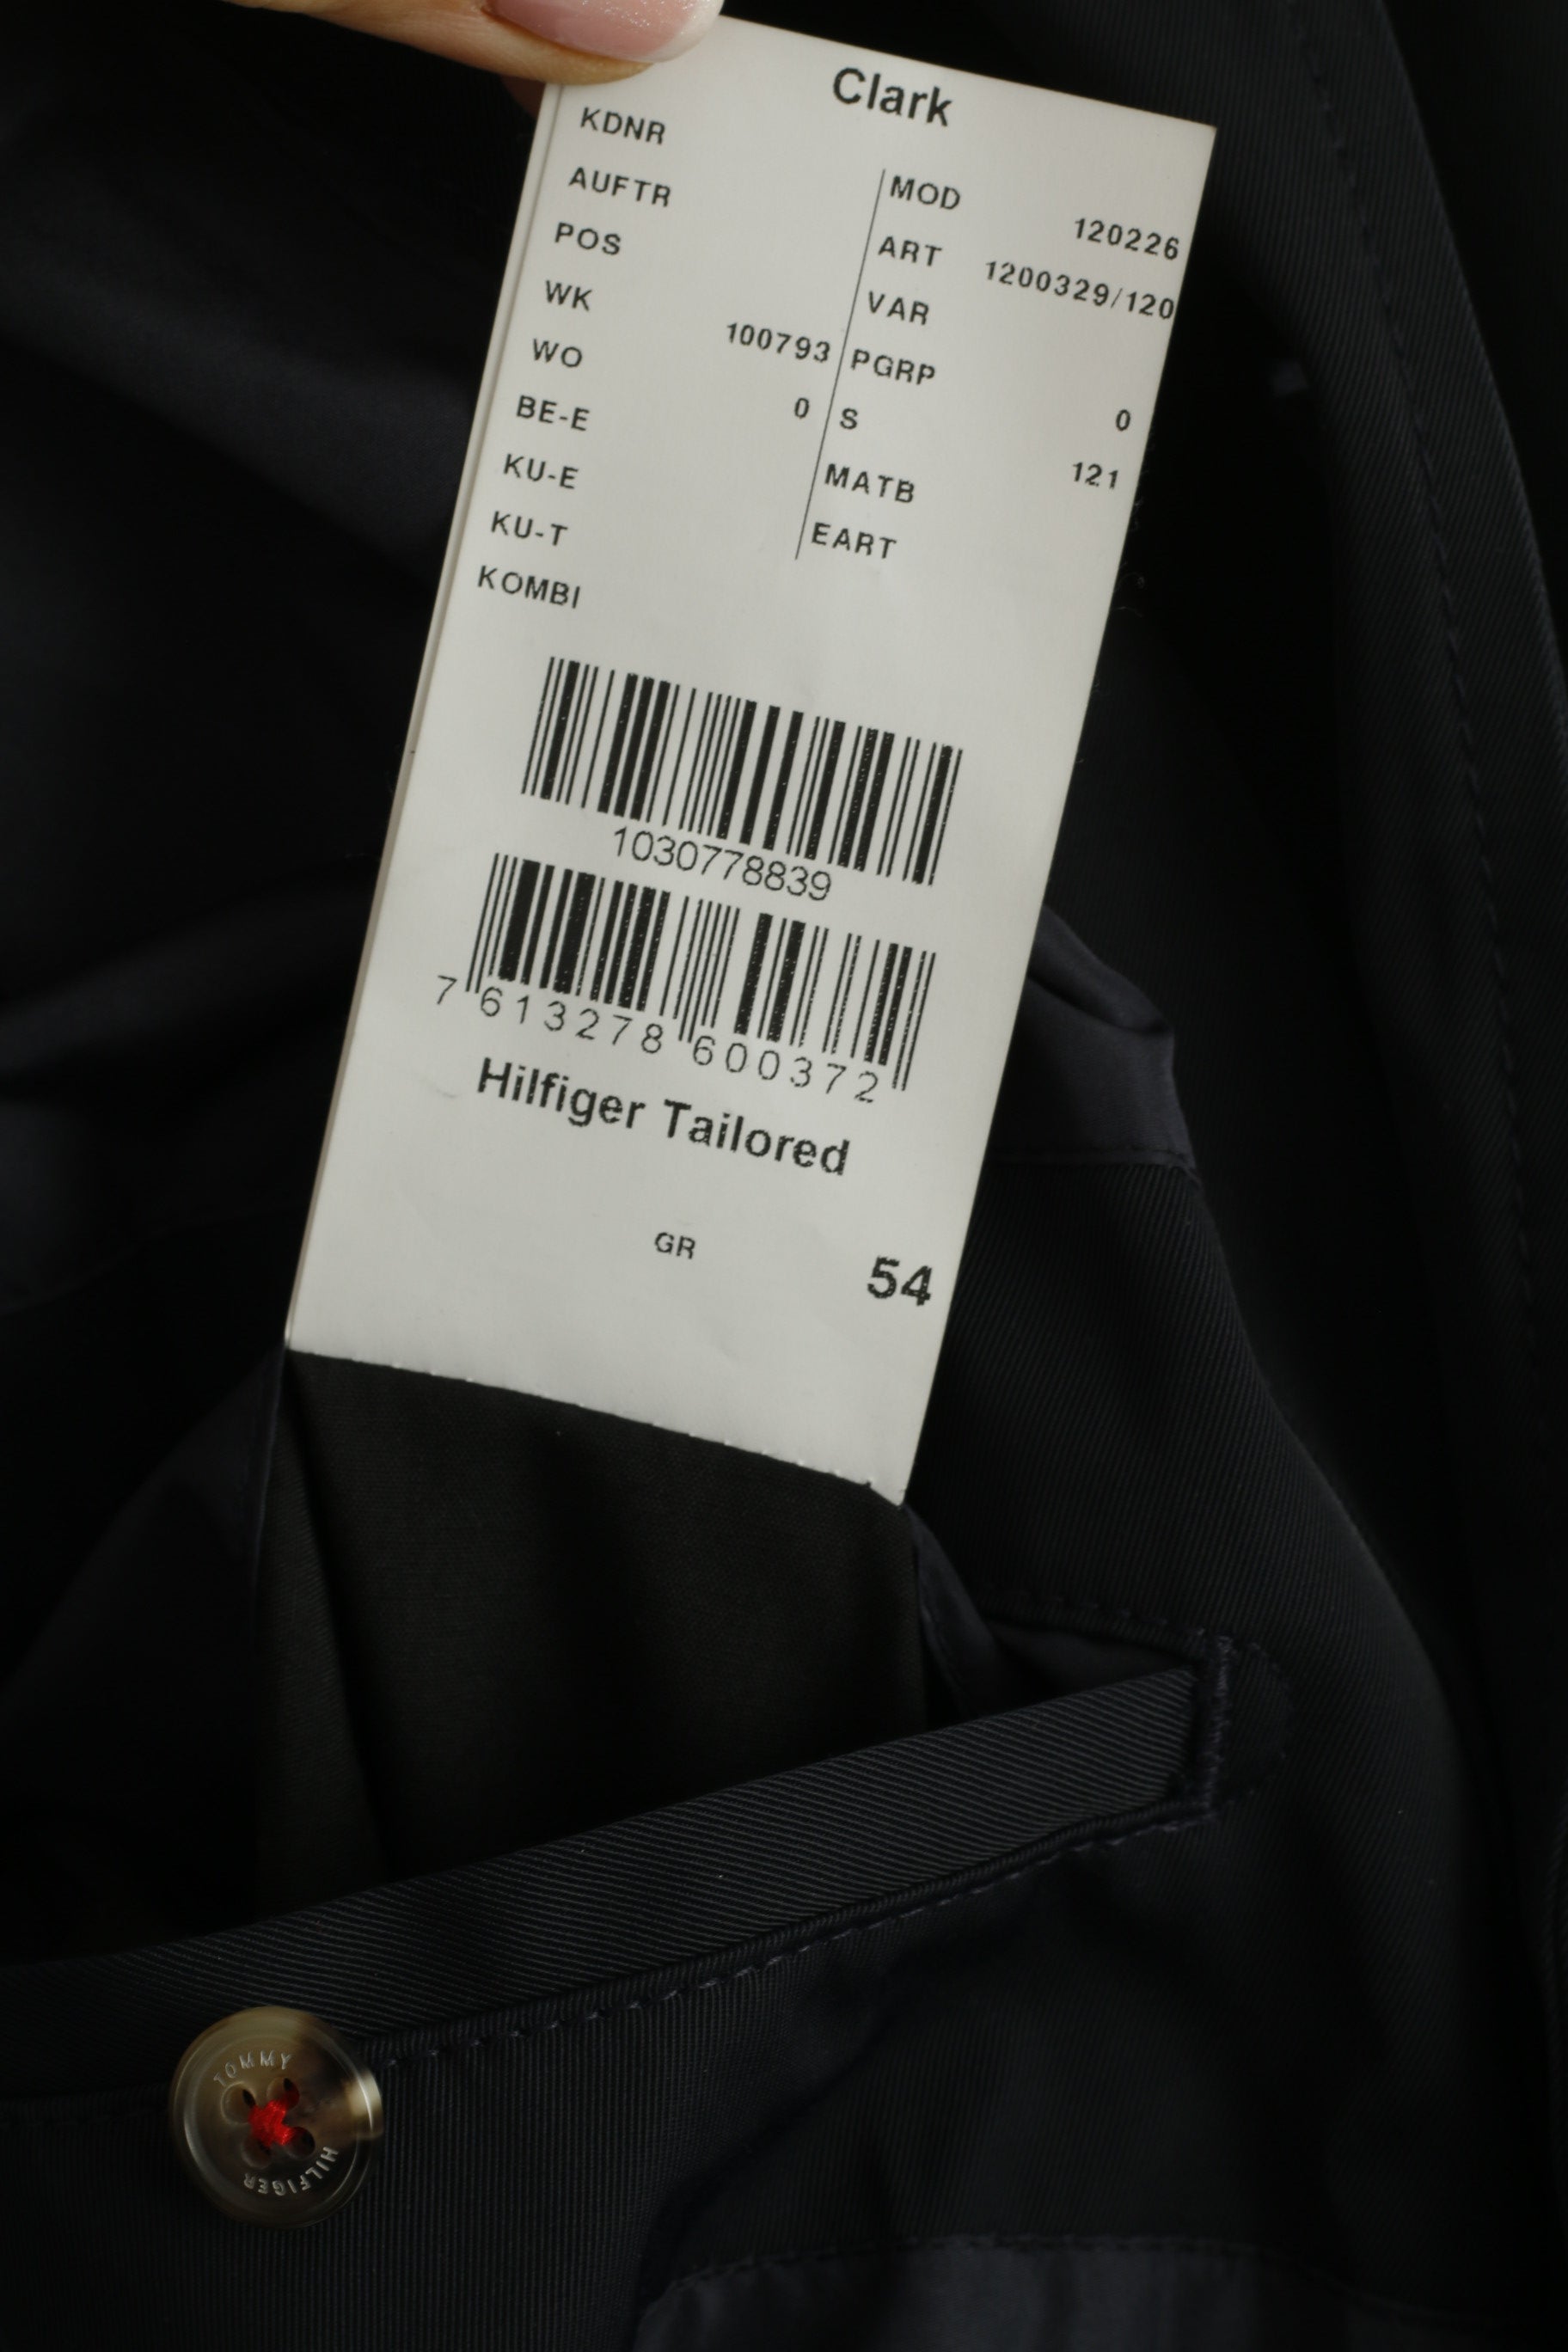 Clark
KDNR
AUFTR
POS
WK 100793
WO 0
BE-E
KU-E
KU-T
KOMBI
MOD 120226
ART 1200329/120
VAR
PGRP 0
S 121
MATB
EART
1030778839
7 613278 600372
Hilfiger Tailored
GR 54
TOMMY
HILFIGER